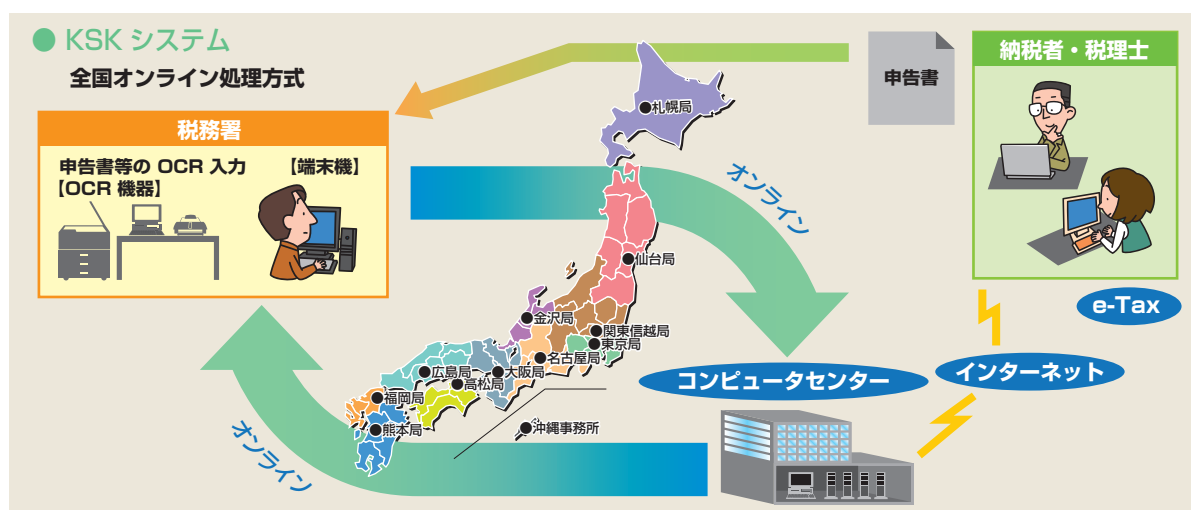 ● KSK システム
全国オンライン処理方式
税務署
申告書等の OCR 入力
【端末機】
【OCR 機器】
申告書
納税者・税理士
オンライン
e-Tax
インターネット
コンピュータセンター
オンライン
●札幌局
●仙台局
●金沢局
●関東信越局
●東京局
●名古屋局
●広島局
●大阪局
●高松局
●福岡局
●熊本局
●沖縄事務所